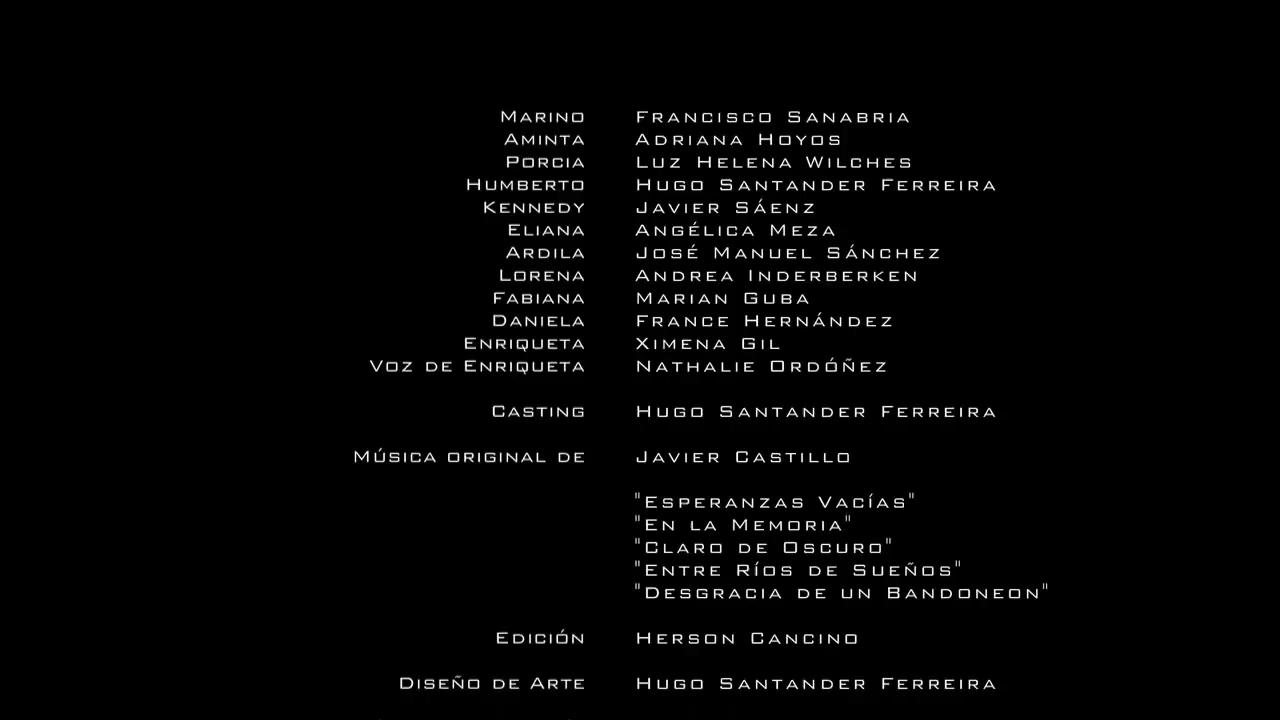 Marino Francisco Sanabria
Aminta Adriana Hoyos
Porcia Luz Helena Wilches
Humberto Hugo Santander Ferreira
Kennedy Javier Sáenz
Eliana Angélica Meza
Ardila José Manuel Sánchez
Lorena Andrea Inderberken
Fabiana Marian Guba
Daniela France Hernández
Enriqueta Ximena Gil
Voz de Enriqueta Nathalie Ordóñez
Casting Hugo Santander Ferreira
Música original de Javier Castillo
"Esperanzas Vacías"
"En la Memoria"
"Claro de Oscuro"
"Entre Ríos de Sueños"
"Desgracia de un Bandoneon"
Edición Herson Cancino
Diseño de Arte Hugo Santander Ferreira